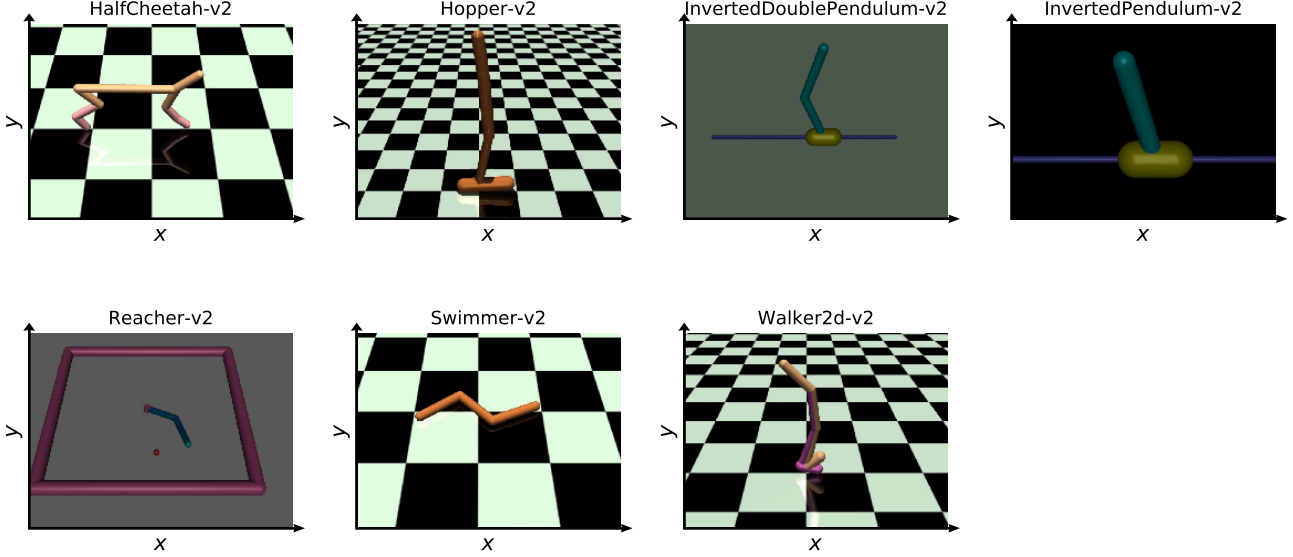 HalfCheetah-v2
y
x
Hopper-v2
y
x
InvertedDoublePendulum-v2
y
x
InvertedPendulum-v2
y
x
Reacher-v2
y
x
Swimmer-v2
y
x
Walker2d-v2
y
x